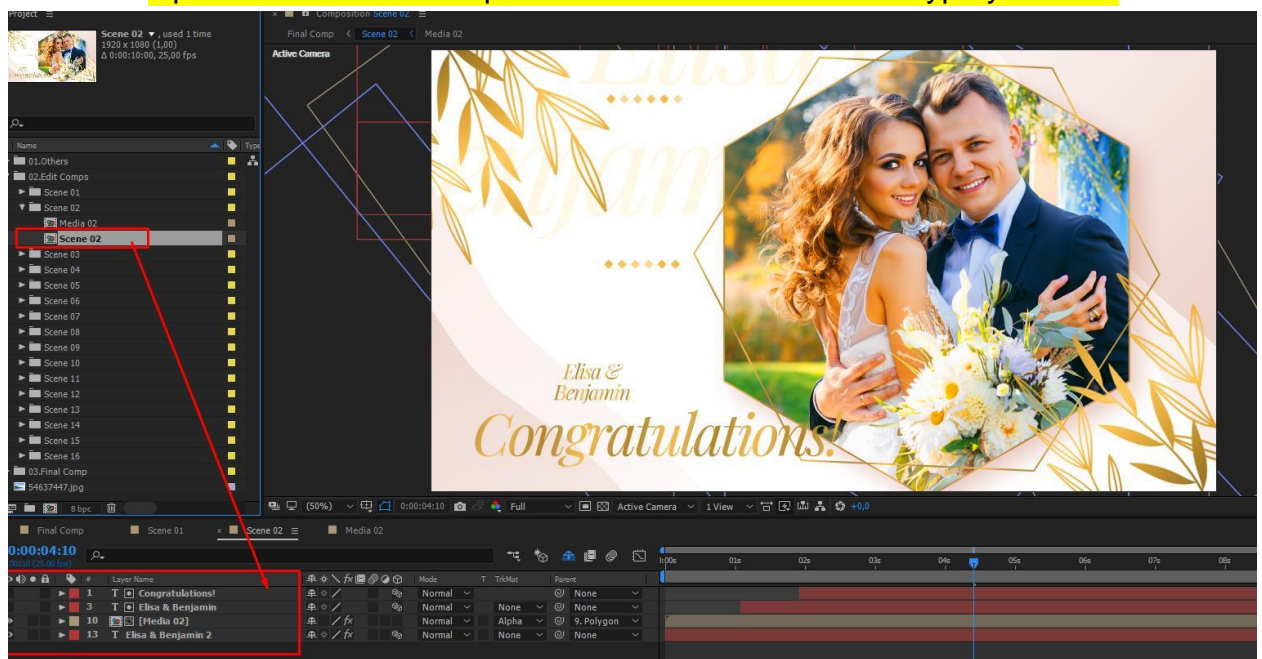 Project
Scene 02 ▼ , used 1 time
1920 x 1080 (1,00)
Δ 0:00:10:00, 25,00 fps
Name
Type
01.Others
02.Edit Comps
Scene 01
Scene 02
Media 02
Scene 02
Scene 03
Scene 04
Scene 05
Scene 06
Scene 07
Scene 08
Scene 09
Scene 10
Scene 11
Scene 12
Scene 13
Scene 14
Scene 15
Scene 16
03.Final Comp
54637447.jpg
8 bpc
Composition Scene 02
Final Comp
Scene 02
Media 02
Active Camera
Elisa
Elisa &
Benjamin
Congratulations!
(50%)
0:00:04:10
Full
Active Camera
1 View
+0,0
Final Comp
Scene 01
Scene 02
Media 02
0:00:04:10
00110 (25.00 fps)
# Layer Name
Mode
T TrkMat
Parent
1 T Congratulations! Normal None
3 T Elisa & Benjamin Normal None None
10 [Media 02] Normal Alpha 9. Polygon
13 T Elisa & Benjamin 2 Normal None None
01s 02s 03s 04s 05s 06s 07s 08s